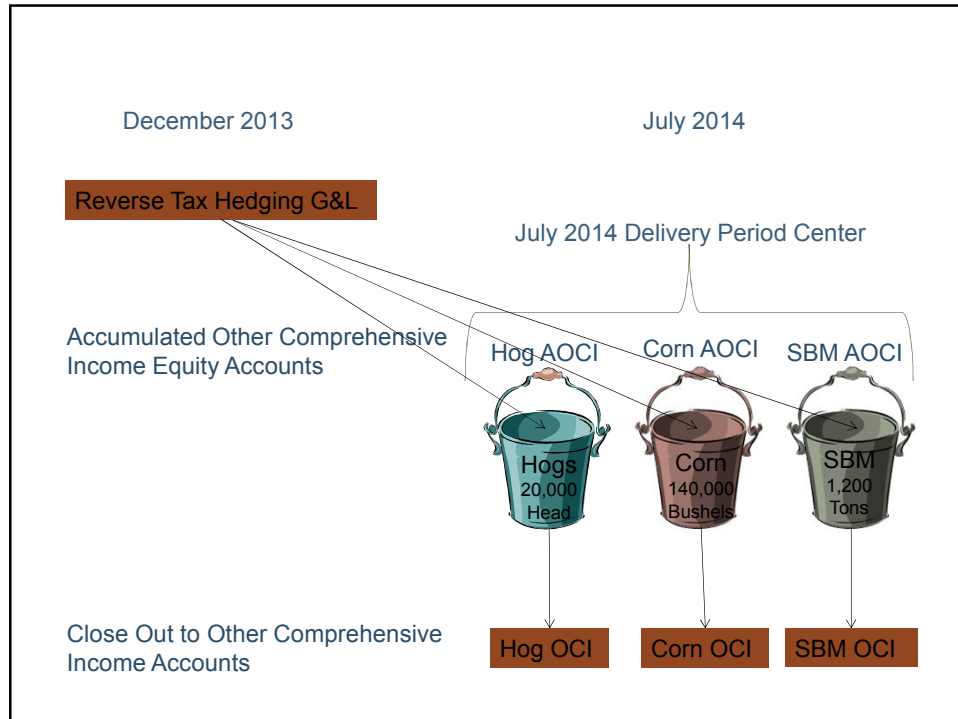 December 2013
July 2014
Reverse Tax Hedging G&L
July 2014 Delivery Period Center
Accumulated Other Comprehensive
Income Equity Accounts
Hog AOCI
Corn AOCI
SBM AOCI
Hogs
20,000
Head
Corn
140,000
Bushels
SBM
1,200
Tons
Close Out to Other Comprehensive
Income Accounts
Hog OCI
Corn OCI
SBM OCI